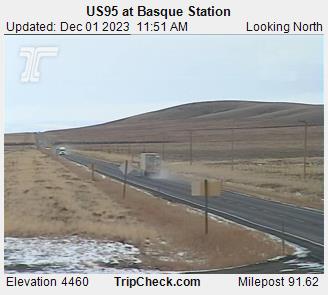 US95 at Basque Station
Updated: Dec 01 2023 11:51 AM Looking North
Elevation 4460 TripCheck.com Milepost 91.62